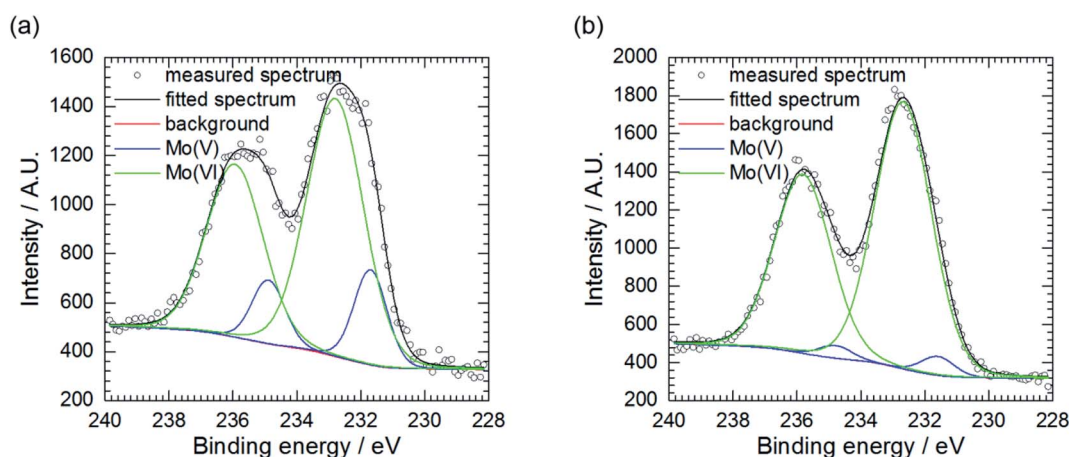 (a)
1600
1400
1200
1000
800
600
400
200
240 238 236 234 232 230 228
Intensity / A.U.
Binding energy / eV
measured spectrum
fitted spectrum
background
Mo(V)
Mo(VI)
(b)
2000
1800
1600
1400
1200
1000
800
600
400
200
240 238 236 234 232 230
Intensity / A.U.
Binding energy / eV
measured spectrum
fitted spectrum
background
Mo(V)
Mo(VI)
228